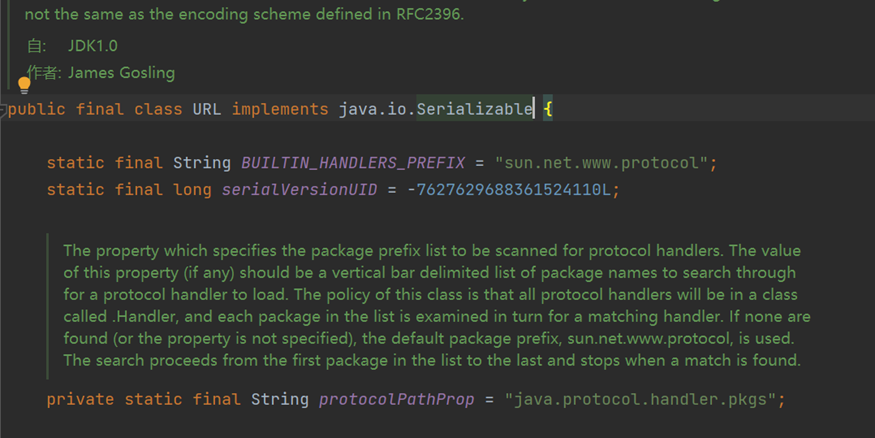 not the same as the encoding scheme defined in RFC2396.
自: JDK1.0
作者: James Gosling
public final class URL implements java.io.Serializable {
static final String BUILTIN_HANDLERS_PREFIX = "sun.net.www.protocol";
static final long serialVersionUID = -7627629688361524110L;
The property which specifies the package prefix list to be scanned for protocol handlers. The value
of this property (if any) should be a vertical bar delimited list of package names to search through
for a protocol handler to load. The policy of this class is that all protocol handlers will be in a class
called .Handler, and each package in the list is examined in turn for a matching handler. If none are
found (or the property is not specified), the default package prefix, sun.net.www.protocol, is used.
The search proceeds from the first package in the list to the last and stops when a match is found.
private static final String protocolPathProp = "java.protocol.handler.pkgs";